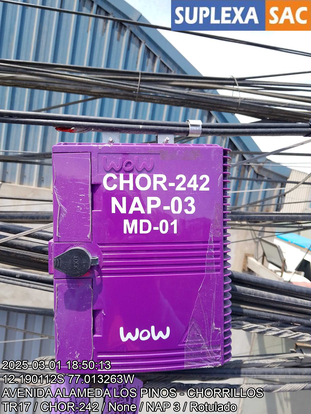 SUPLEXA SAC
WOW
CHOR-242
NAP-03
MD-01
WOW
2025-03-01 18:50:13
12.190112S 77.013263W
AVENIDA ALAMEDA LOS PINOS - CHORRILLOS
TR17 / CHOR-242 / None / NAP 3 / Rotulado